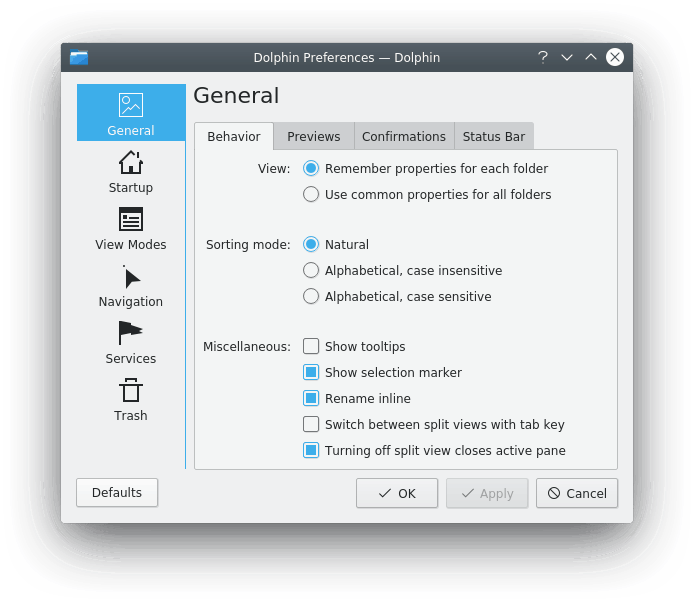 Dolphin Preferences — Dolphin
General
General
Startup
View Modes
Navigation
Services
Trash
Behavior
Previews
Confirmations
Status Bar
View:
Remember properties for each folder
Use common properties for all folders
Sorting mode:
Natural
Alphabetical, case insensitive
Alphabetical, case sensitive
Miscellaneous:
Show tooltips
Show selection marker
Rename inline
Switch between split views with tab key
Turning off split view closes active pane
Defaults
OK
Apply
Cancel